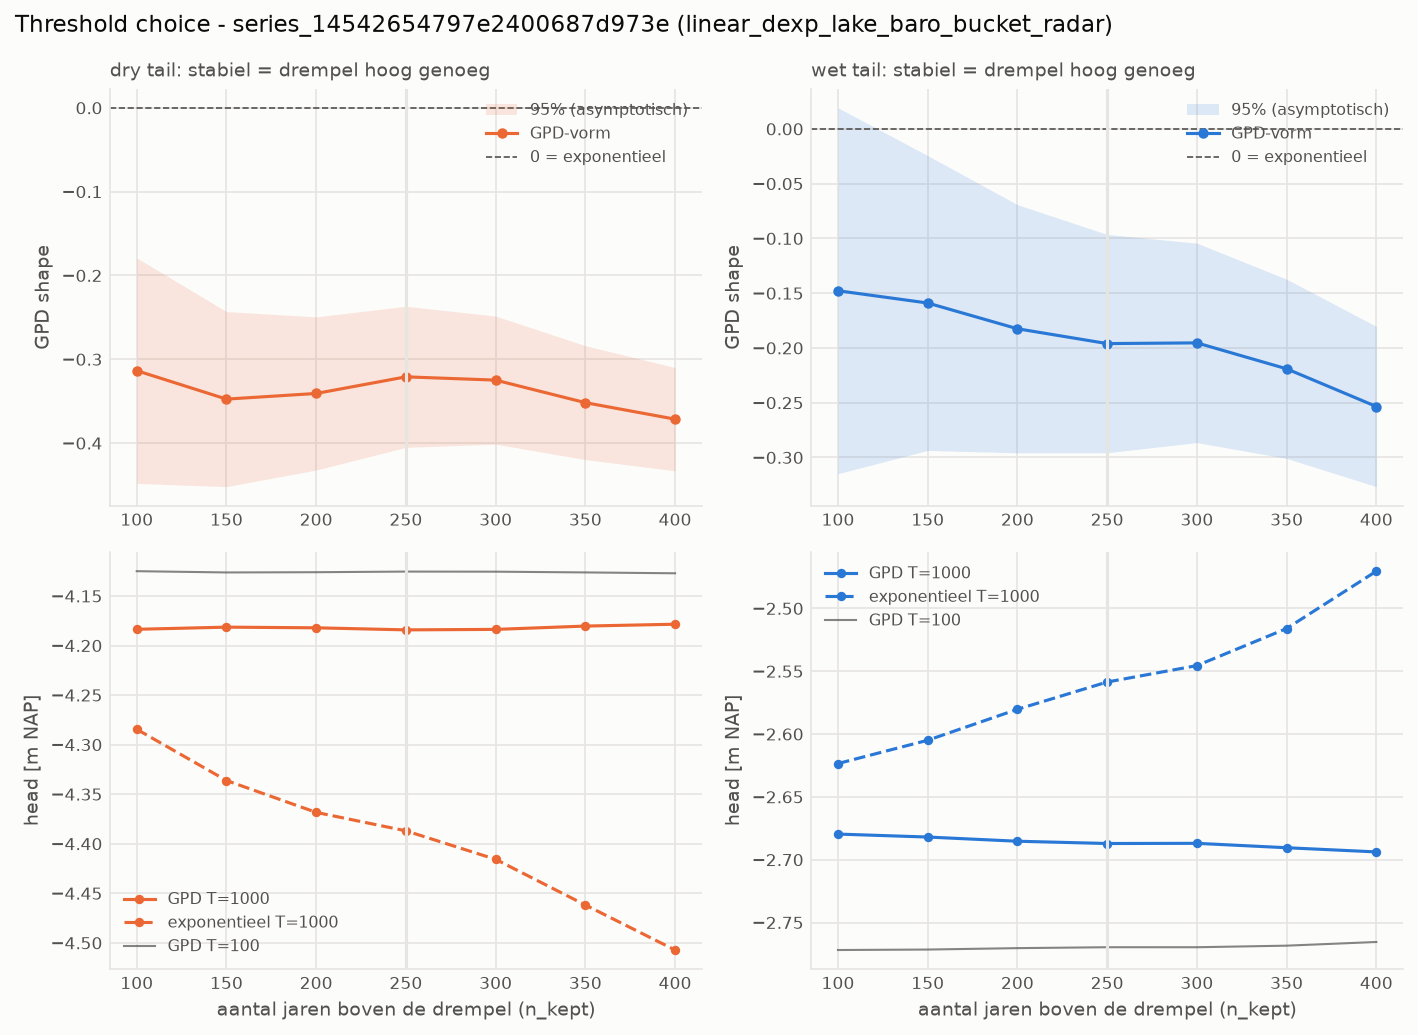 Threshold choice - series_14542654797e2400687d973e (linear_dexp_lake_baro_bucket_radar)
dry tail: stabiel = drempel hoog genoeg
GPD shape
0.0
−0.1
−0.2
−0.3
−0.4
95% (asymptotisch)
GPD-vorm
0 = exponentieel
100 150 200 250 300 350 400
wet tail: stabiel = drempel hoog genoeg
GPD shape
0.00
−0.05
−0.10
−0.15
−0.20
−0.25
−0.30
95% (asymptotisch)
GPD-vorm
0 = exponentieel
100 150 200 250 300 350 400
head [m NAP]
−4.15
−4.20
−4.25
−4.30
−4.35
−4.40
−4.45
−4.50
GPD T=1000
exponentieel T=1000
GPD T=100
100 150 200 250 300 350 400
aantal jaren boven de drempel (n_kept)
head [m NAP]
−2.50
−2.55
−2.60
−2.65
−2.70
−2.75
GPD T=1000
exponentieel T=1000
GPD T=100
100 150 200 250 300 350 400
aantal jaren boven de drempel (n_kept)